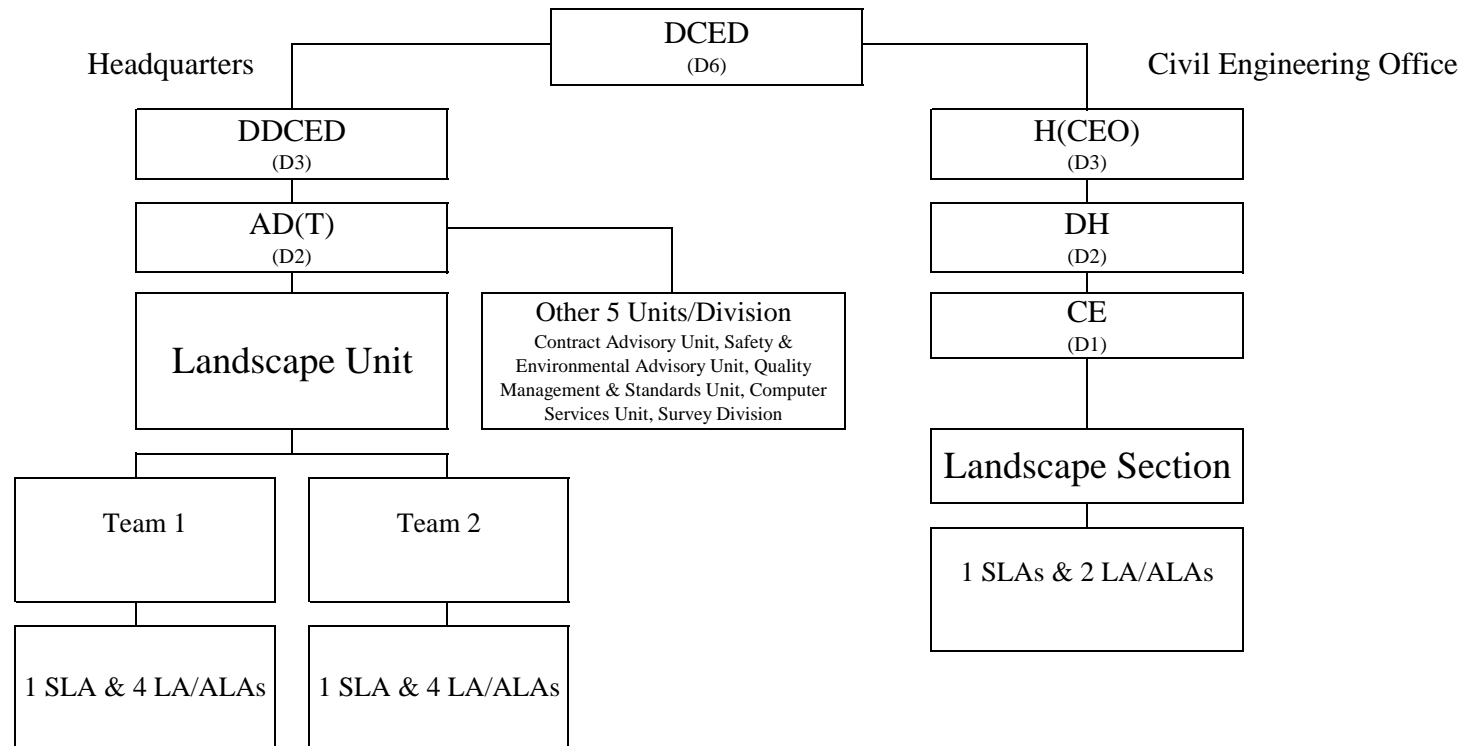 DCED
(D6)
Headquarters
Civil Engineering Office
DDCED
(D3)
H(CEO)
(D3)
AD(T)
(D2)
DH
(D2)
Landscape Unit
Other 5 Units/Division
Contract Advisory Unit, Safety &
Environmental Advisory Unit, Quality
Management & Standards Unit, Computer
Services Unit, Survey Division
CE
(D1)
Landscape Section
Team 1
Team 2
1 SLAs & 2 LA/ALAs
1 SLA & 4 LA/ALAs
1 SLA & 4 LA/ALAs